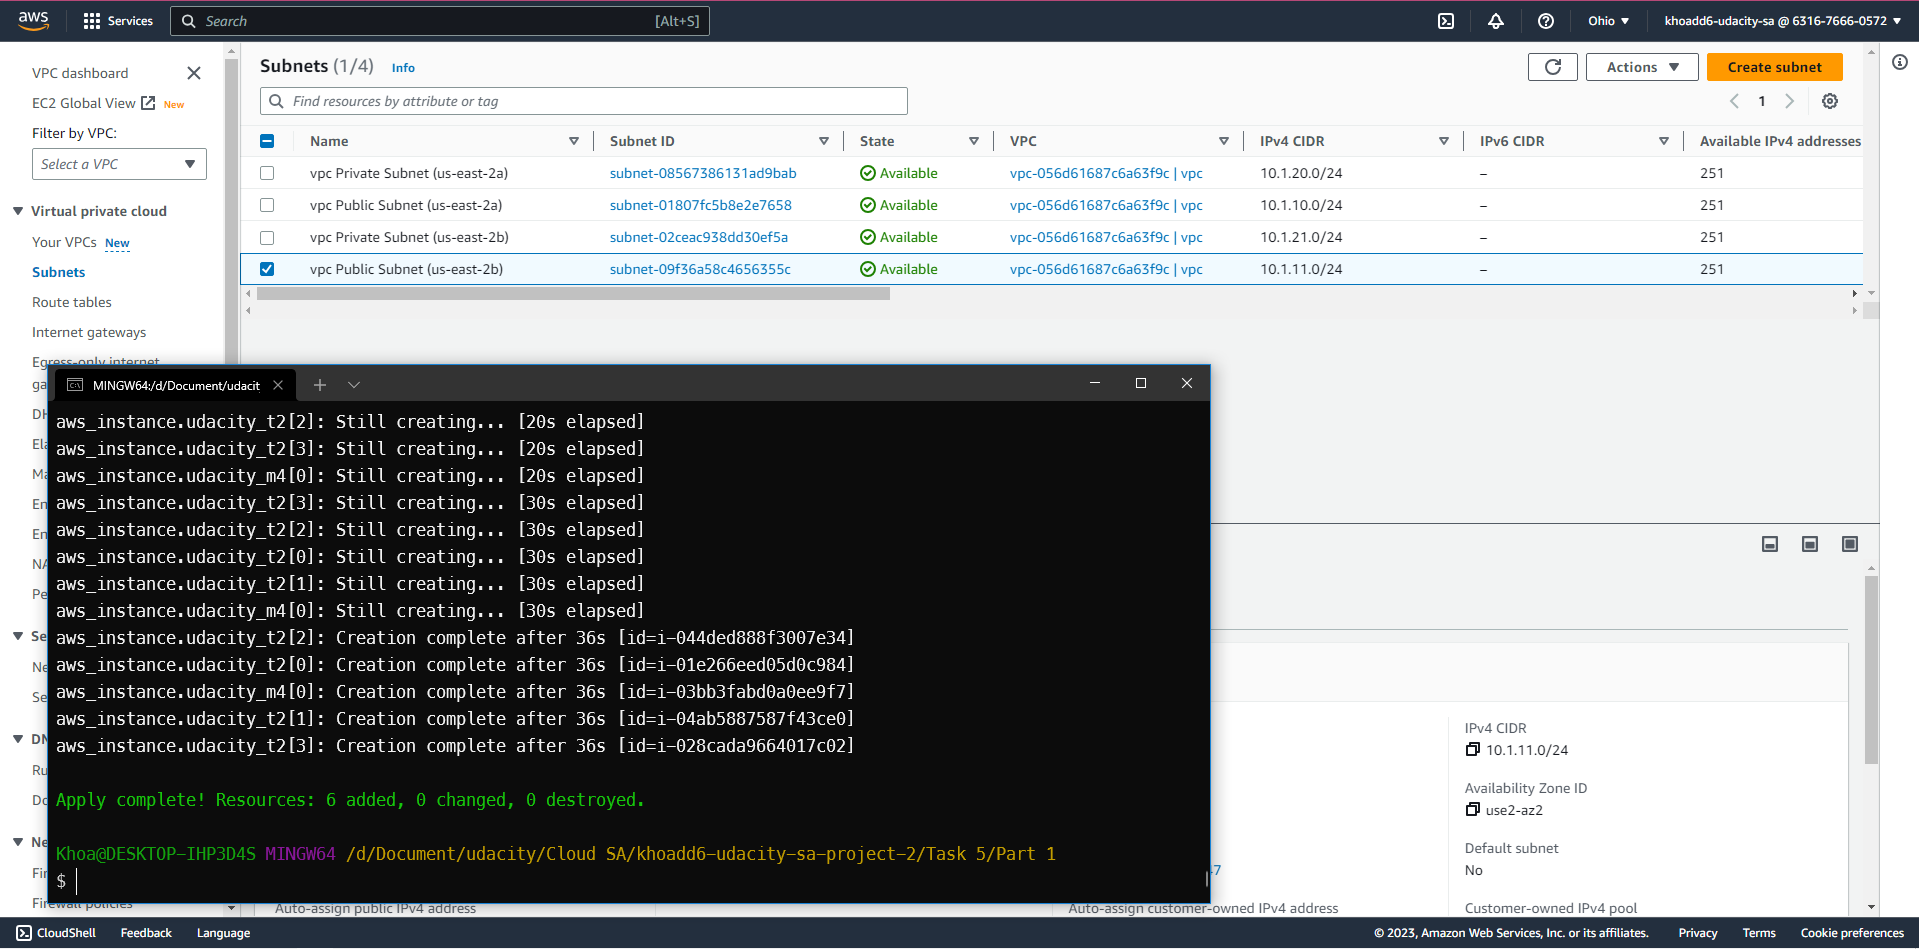 aws Services Search [Alt+S] Ohio khoadd6-udacity-sa @ 6316-7666-0572
VPC dashboard
EC2 Global View New
Filter by VPC:
Select a VPC
Virtual private cloud
Your VPCs New
Subnets
Route tables
Internet gateways
Egress-only internet
Subnets (1/4) Info
Actions
Create subnet
Find resources by attribute or tag
1
Name Subnet ID State VPC IPv4 CIDR IPv6 CIDR Available IPv4 addresses
vpc Private Subnet (us-east-2a) subnet-08567386131ad9bab Available vpc-056d61687c6a63f9c | vpc 10.1.20.0/24 – 251
vpc Public Subnet (us-east-2a) subnet-01807fc5b8e2e7658 Available vpc-056d61687c6a63f9c | vpc 10.1.10.0/24 – 251
vpc Private Subnet (us-east-2b) subnet-02ceac938dd30ef5a Available vpc-056d61687c6a63f9c | vpc 10.1.21.0/24 – 251
vpc Public Subnet (us-east-2b) subnet-09f36a58c4656355c Available vpc-056d61687c6a63f9c | vpc 10.1.11.0/24 – 251
MINGW64:/d/Document/udacit
aws_instance.udacity_t2[2]: Still creating... [20s elapsed]
aws_instance.udacity_t2[3]: Still creating... [20s elapsed]
aws_instance.udacity_m4[0]: Still creating... [20s elapsed]
aws_instance.udacity_t2[3]: Still creating... [30s elapsed]
aws_instance.udacity_t2[2]: Still creating... [30s elapsed]
aws_instance.udacity_t2[0]: Still creating... [30s elapsed]
aws_instance.udacity_t2[1]: Still creating... [30s elapsed]
aws_instance.udacity_m4[0]: Still creating... [30s elapsed]
aws_instance.udacity_t2[2]: Creation complete after 36s [id=i-044ded888f3007e34]
aws_instance.udacity_t2[0]: Creation complete after 36s [id=i-01e266eed05d0c984]
aws_instance.udacity_m4[0]: Creation complete after 36s [id=i-03bb3fabd0a0ee9f7]
aws_instance.udacity_t2[1]: Creation complete after 36s [id=i-04ab5887587f43ce0]
aws_instance.udacity_t2[3]: Creation complete after 36s [id=i-028cada9664017c02]
Apply complete! Resources: 6 added, 0 changed, 0 destroyed.
Khoa@DESKTOP-IHP3D4S MINGW64 /d/Document/udacity/Cloud SA/khoadd6-udacity-sa-project-2/Task 5/Part 1
$
IPv4 CIDR
10.1.11.0/24
Availability Zone ID
use2-az2
Default subnet
No
Firewall policies
Auto-assign public IPv4 address
Auto-assign customer-owned IPv4 address
Customer-owned IPv4 pool
CloudShell Feedback Language © 2023, Amazon Web Services, Inc. or its affiliates. Privacy Terms Cookie preferences